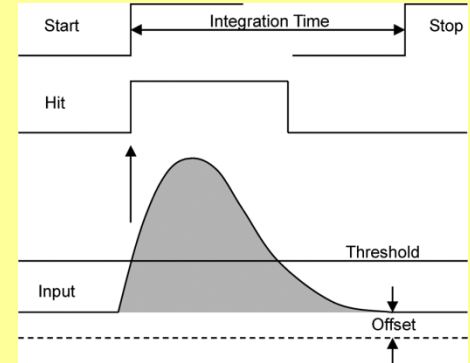 Start
Integration Time
Stop
Hit
Threshold
Input
Offset